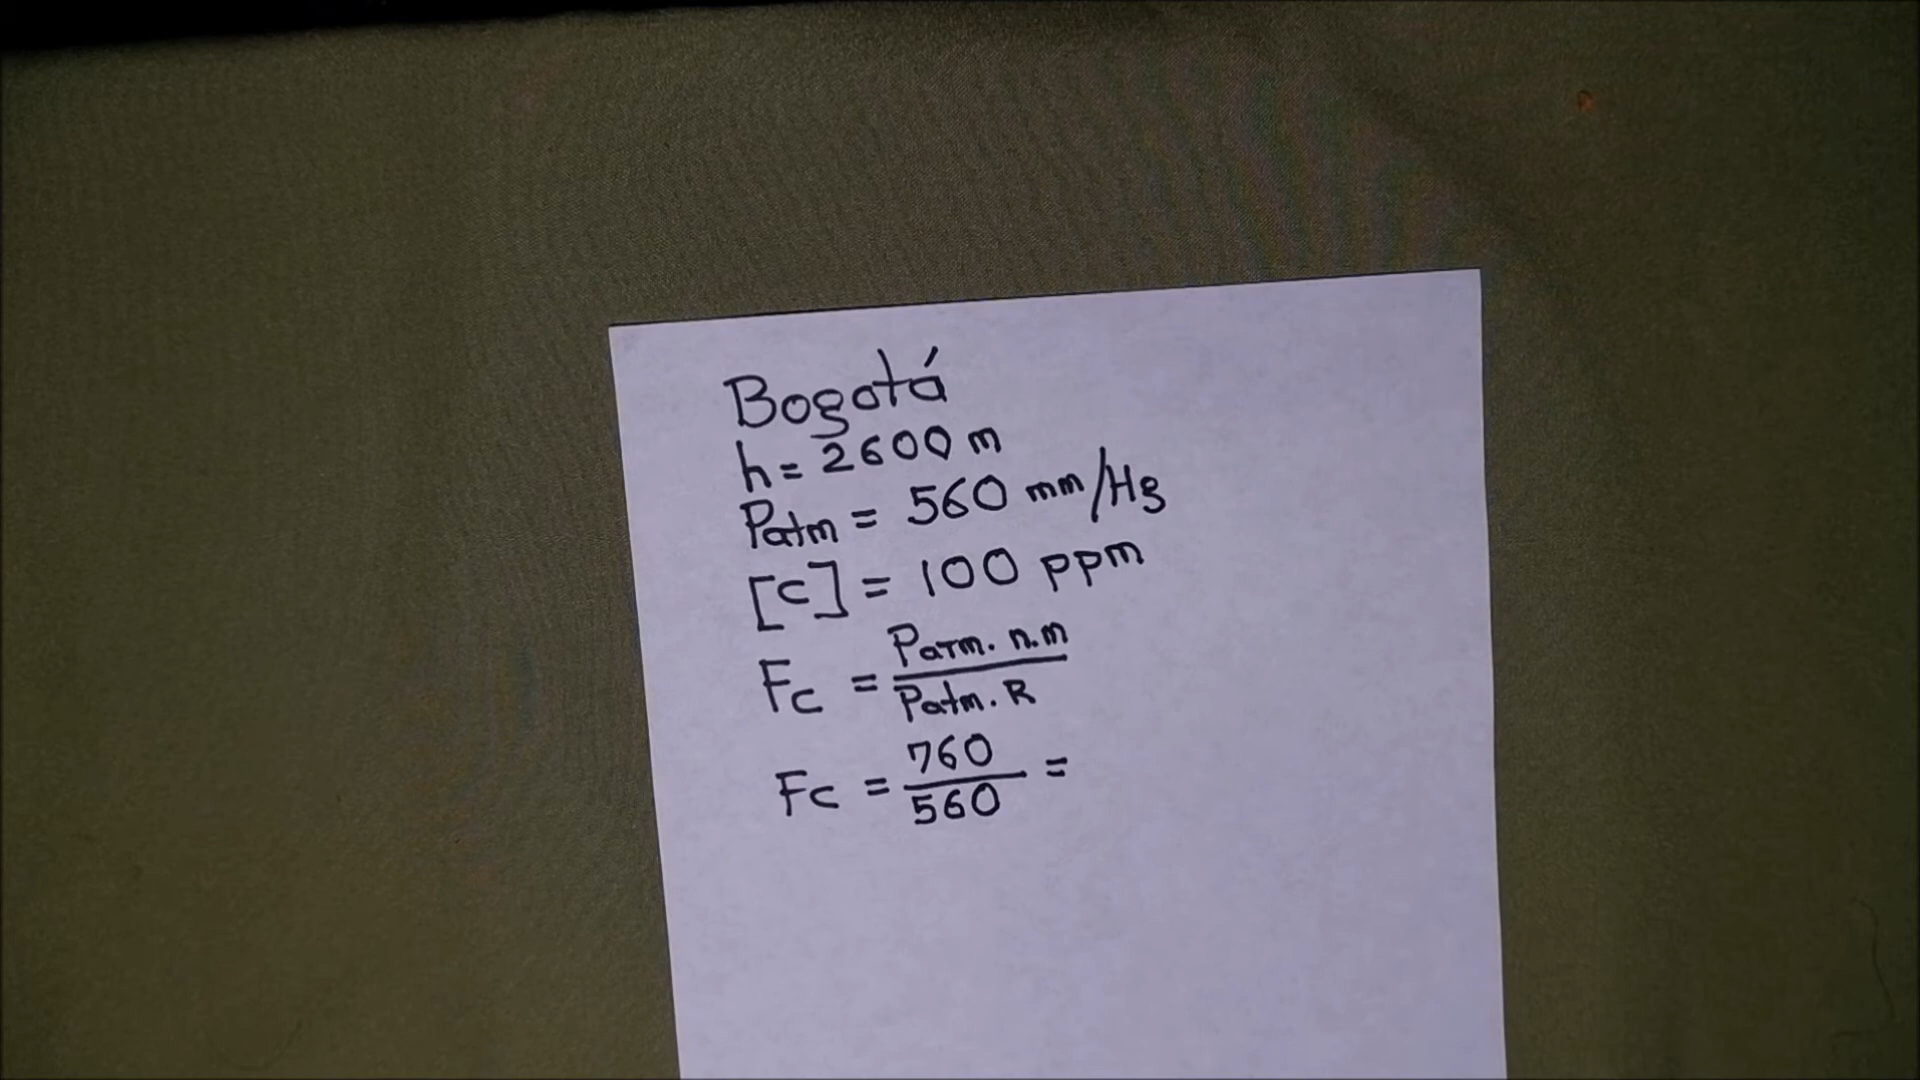 Bogotá
h = 2600 m
Patm = 560 mm/Hg
[c] = 100 ppm
Fc = Patm. n.m / Patm. R
Fc = 760 / 560 =